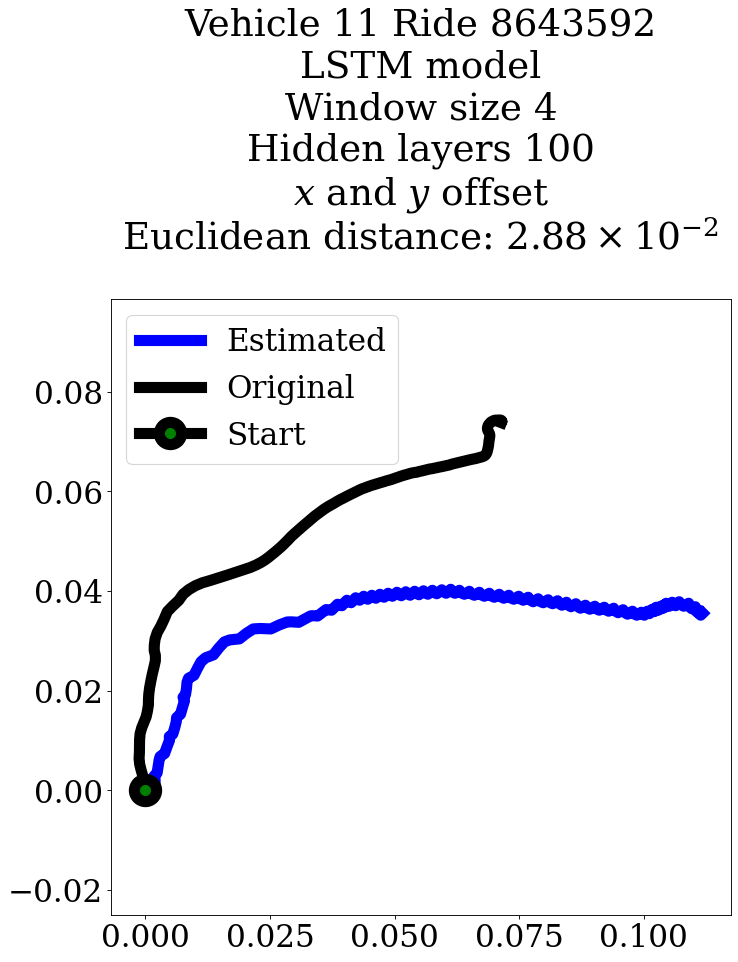 Vehicle 11 Ride 8643592
LSTM model
Window size 4
Hidden layers 100
x and y offset
Euclidean distance: 2.88 × 10⁻²
Estimated
Original
Start
0.08
0.06
0.04
0.02
0.00
−0.02
0.000 0.025 0.050 0.075 0.100